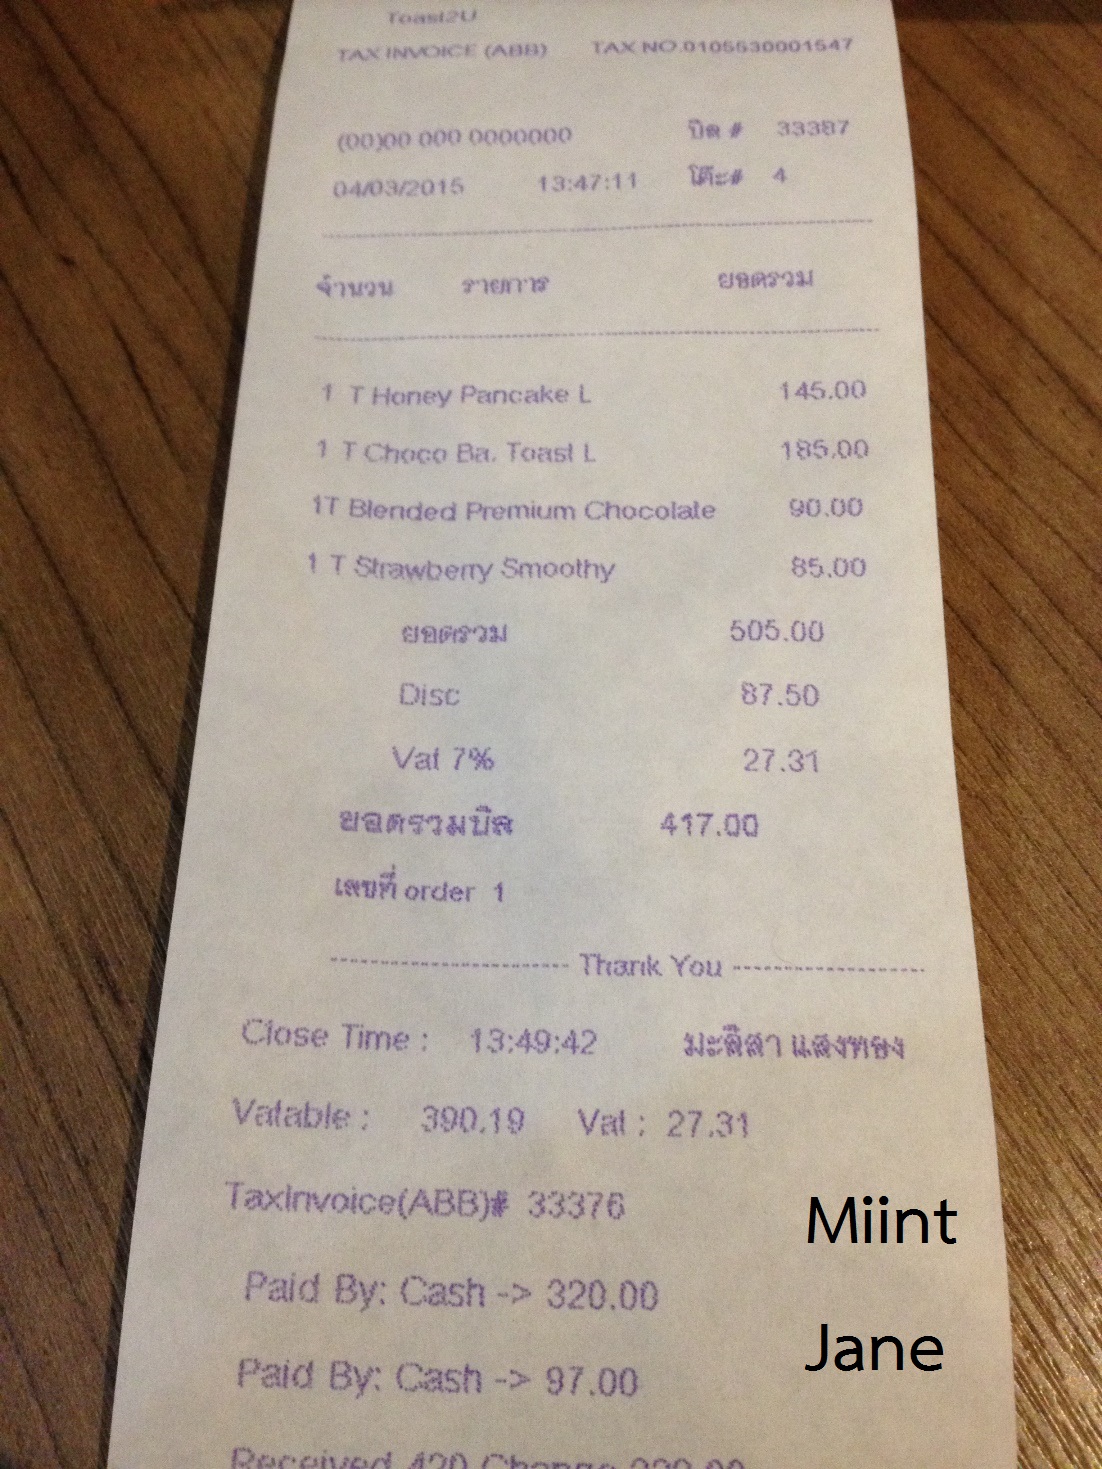 Toast2U
TAX INVOICE (ABB) TAX NO.0105530001547
(00)00 000 0000000 บิล # 33387
04/03/2015 13:47:11 โต๊ะ# 4
จำนวน รายการ ยอดรวม
1 T Honey Pancake L 145.00
1 T Choco Ba. Toast L 185.00
1T Blended Premium Chocolate 90.00
1 T Strawberry Smoothy 85.00
ยอดรวม 505.00
Disc 87.50
Vat 7% 27.31
ยอดรวมบิล 417.00
เลขที่ order 1
------------------------ Thank You ------------------------
Close Time : 13:49:42 มะลิสา แสงทอง
Vatable : 390.19 Vat : 27.31
TaxInvoice(ABB)# 33376
Miint
Paid By: Cash -> 320.00
Jane
Paid By: Cash -> 97.00
Received 420 Change